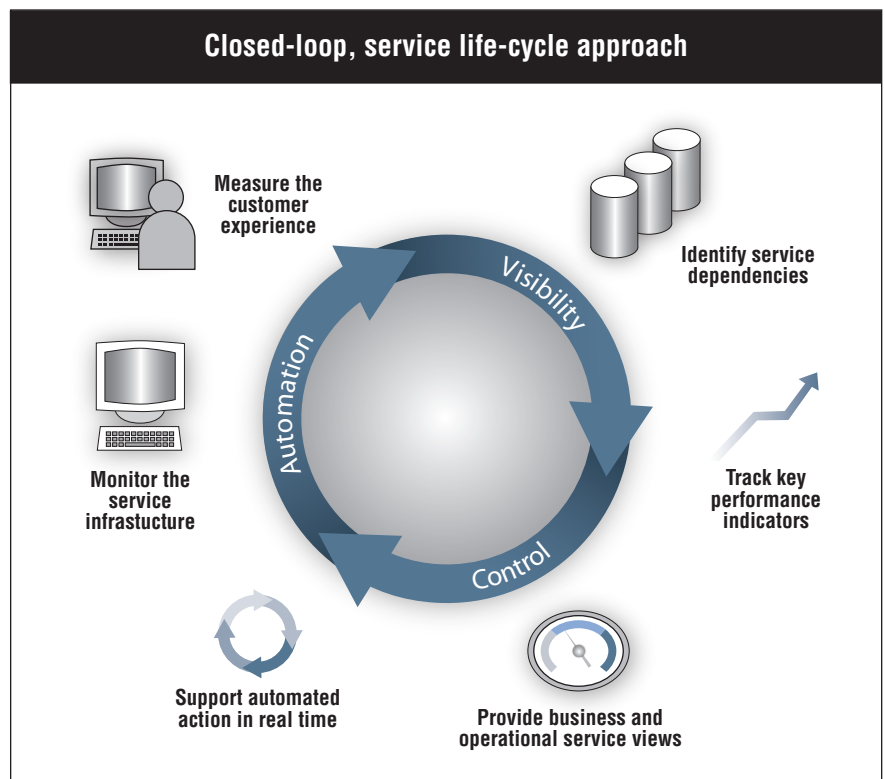 Closed-loop, service life-cycle approach
Measure the
customer
experience
Identify service
dependencies
Visibility
Automation
Control
Monitor the
service
infrastucture
Track key
performance
indicators
Support automated
action in real time
Provide business and
operational service views